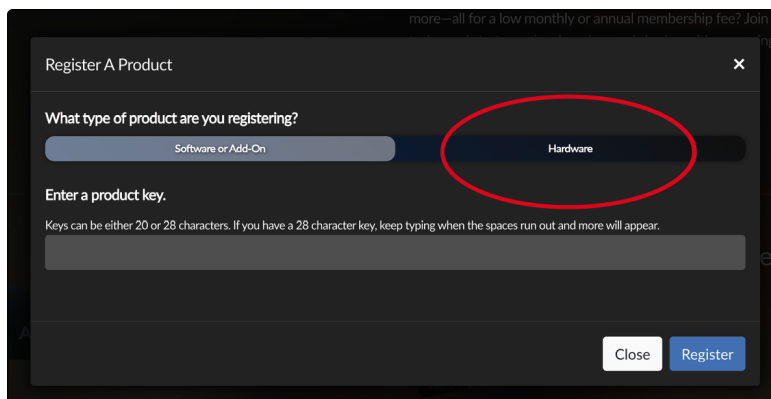 more—all for a low monthly or annual membership fee? Join
Register A Product
×
What type of product are you registering?
Software or Add-On
Hardware
Enter a product key.
Keys can be either 20 or 28 characters. If you have a 28 character key, keep typing when the spaces run out and more will appear.
Close
Register